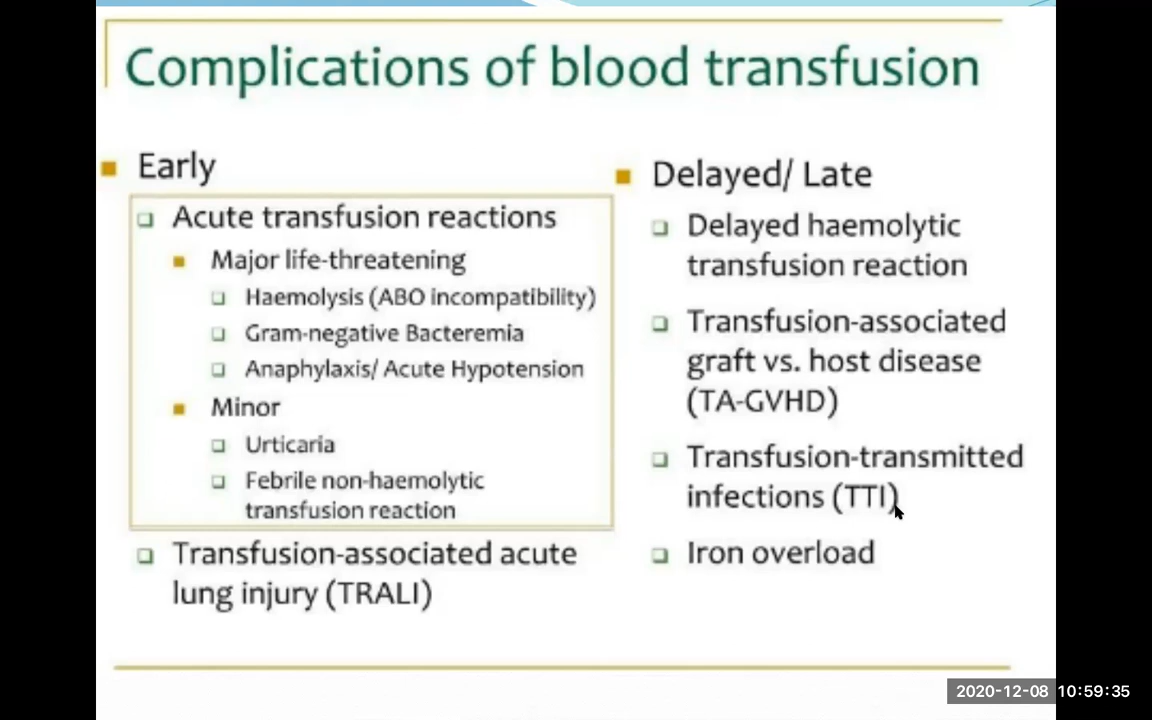 Complications of blood transfusion
Early
Acute transfusion reactions
Major life-threatening
Haemolysis (ABO incompatibility)
Gram-negative Bacteremia
Anaphylaxis/ Acute Hypotension
Minor
Urticaria
Febrile non-haemolytic
transfusion reaction
Transfusion-associated acute
lung injury (TRALI)
Delayed/ Late
Delayed haemolytic
transfusion reaction
Transfusion-associated
graft vs. host disease
(TA-GVHD)
Transfusion-transmitted
infections (TTI)
Iron overload
2020-12-08 10:59:35